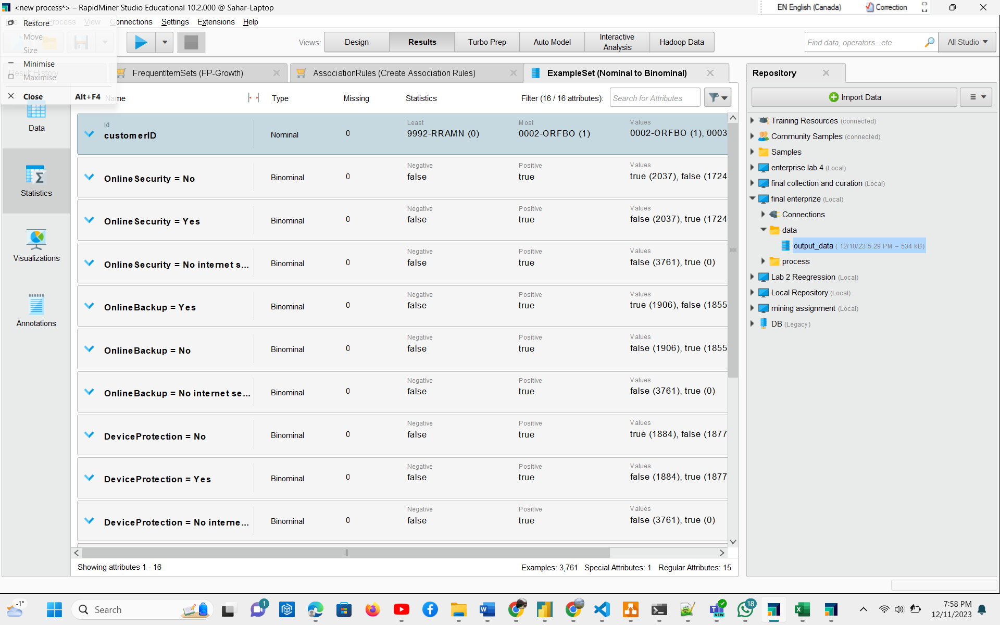 <new process*> – RapidMiner Studio Educational 10.2.000 @ Sahar-Laptop
EN English (Canada)
Correction
Restore
Move
Size
Minimise
Maximise
Close Alt+F4
Process View Connections Settings Extensions Help
Views: Design Results Turbo Prep Auto Model Interactive Analysis Hadoop Data
Find data, operators...etc
All Studio
Result History
FrequentItemSets (FP-Growth)
AssociationRules (Create Association Rules)
ExampleSet (Nominal to Binominal)
Data
Statistics
Visualizations
Annotations
Name Type Missing Statistics Filter (16 / 16 attributes): Search for Attributes
Id Least Most Values
customerID Nominal 0 9992-RRAMN (0) 0002-ORFBO (1) 0002-ORFBO (1), 0003
Negative Positive Values
OnlineSecurity = No Binominal 0 false true true (2037), false (1724
Negative Positive Values
OnlineSecurity = Yes Binominal 0 false true false (2037), true (1724
Negative Positive Values
OnlineSecurity = No internet s... Binominal 0 false true false (3761), true (0)
Negative Positive Values
OnlineBackup = Yes Binominal 0 false true true (1906), false (1855
Negative Positive Values
OnlineBackup = No Binominal 0 false true false (1906), true (1855
Negative Positive Values
OnlineBackup = No internet se... Binominal 0 false true false (3761), true (0)
Negative Positive Values
DeviceProtection = No Binominal 0 false true true (1884), false (1877
Negative Positive Values
DeviceProtection = Yes Binominal 0 false true false (1884), true (1877
Negative Positive Values
DeviceProtection = No interne... Binominal 0 false true false (3761), true (0)
Showing attributes 1 - 16
Examples: 3,761 Special Attributes: 1 Regular Attributes: 15
Repository
Import Data
Training Resources (connected)
Community Samples (connected)
Samples
enterprise lab 4 (Local)
final collection and curation (Local)
final enterprize (Local)
Connections
data
output_data ( 12/10/23 5:29 PM – 534 kB)
process
Lab 2 Reegression (Local)
Local Repository (Local)
mining assignment (Local)
DB (Legacy)
-1°
Search
1
NEW
18
7:58 PM
12/11/2023